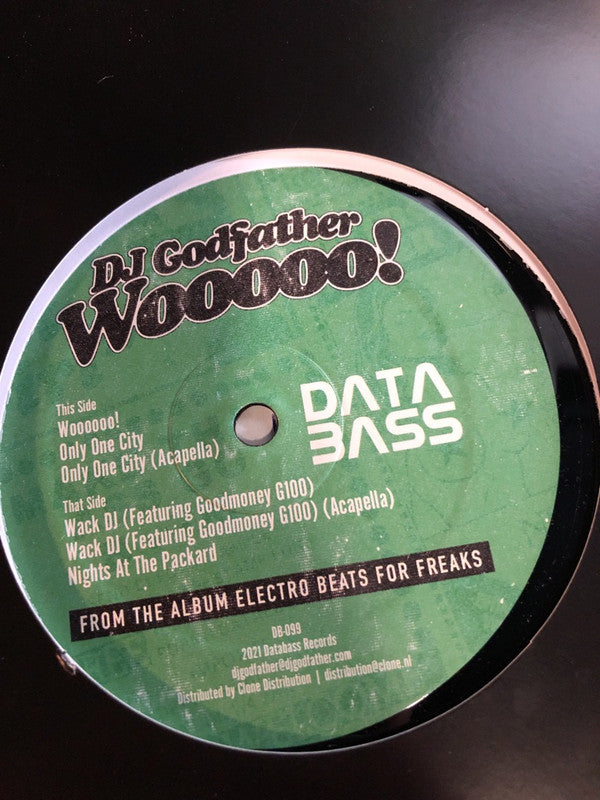 DJ Godfather
Wooooo!
DATA
BASS
This Side
Woooooo!
Only One City
Only One City (Acapella)
That Side
Wack DJ (Featuring Goodmoney G100)
Wack DJ (Featuring Goodmoney G100) (Acapella)
Nights At The Packard
FROM THE ALBUM ELECTRO BEATS FOR FREAKS
DB-099
2021 Databass Records
djgodfather@djgodfather.com
Distributed by Clone Distribution | distribution@clone.nl